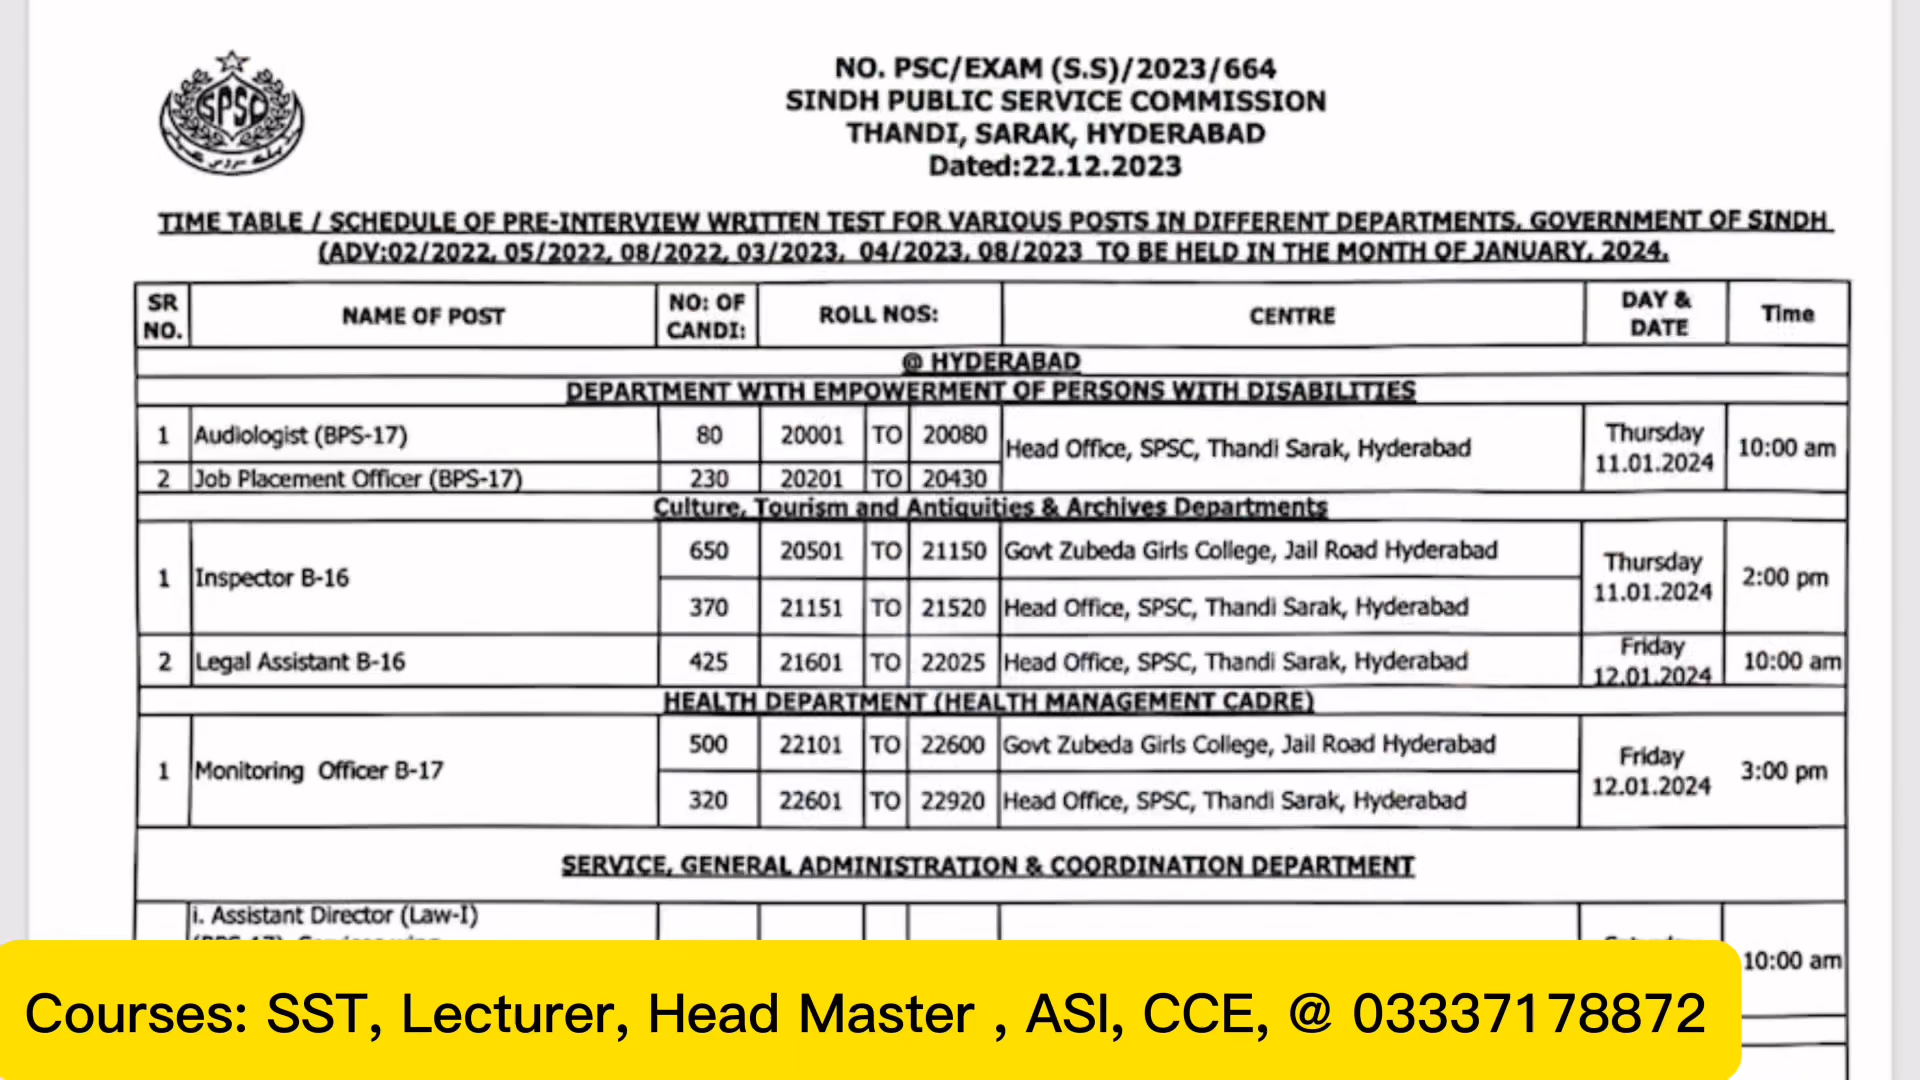 SPSC
NO. PSC/EXAM (S.S)/2023/664
SINDH PUBLIC SERVICE COMMISSION
THANDI, SARAK, HYDERABAD
Dated:22.12.2023
TIME TABLE / SCHEDULE OF PRE-INTERVIEW WRITTEN TEST FOR VARIOUS POSTS IN DIFFERENT DEPARTMENTS, GOVERNMENT OF SINDH
(ADV:02/2022, 05/2022, 08/2022, 03/2023, 04/2023, 08/2023 TO BE HELD IN THE MONTH OF JANUARY, 2024.
SR NO. NAME OF POST NO: OF CANDI: ROLL NOS: CENTRE DAY & DATE Time
@ HYDERABAD
DEPARTMENT WITH EMPOWERMENT OF PERSONS WITH DISABILITIES
1 Audiologist (BPS-17) 80 20001 TO 20080 Head Office, SPSC, Thandi Sarak, Hyderabad Thursday 11.01.2024 10:00 am
2 Job Placement Officer (BPS-17) 230 20201 TO 20430
Culture, Tourism and Antiquities & Archives Departments
1 Inspector B-16 650 20501 TO 21150 Govt Zubeda Girls College, Jail Road Hyderabad Thursday 11.01.2024 2:00 pm
370 21151 TO 21520 Head Office, SPSC, Thandi Sarak, Hyderabad
2 Legal Assistant B-16 425 21601 TO 22025 Head Office, SPSC, Thandi Sarak, Hyderabad Friday 12.01.2024 10:00 am
HEALTH DEPARTMENT (HEALTH MANAGEMENT CADRE)
1 Monitoring Officer B-17 500 22101 TO 22600 Govt Zubeda Girls College, Jail Road Hyderabad Friday 12.01.2024 3:00 pm
320 22601 TO 22920 Head Office, SPSC, Thandi Sarak, Hyderabad
SERVICE, GENERAL ADMINISTRATION & COORDINATION DEPARTMENT
i. Assistant Director (Law-I)
10:00 am
Courses: SST, Lecturer, Head Master , ASI, CCE, @ 03337178872